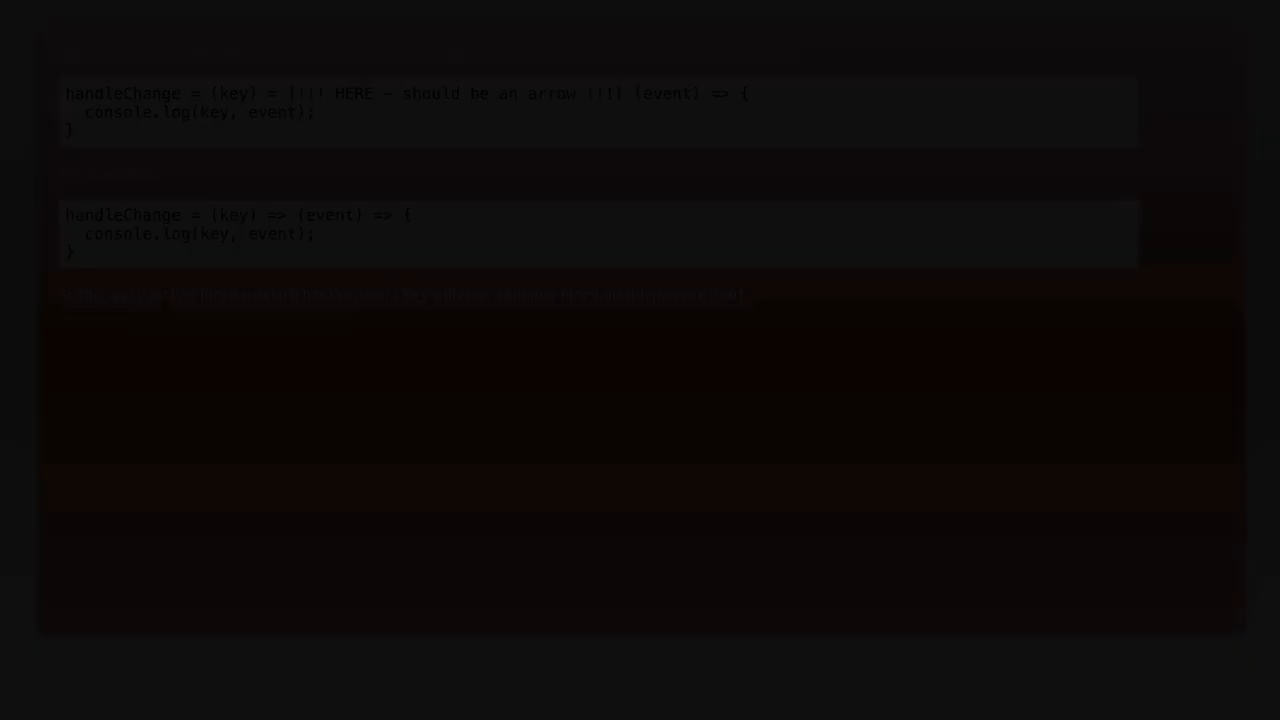 handleChange = (key) = [!!! HERE - should be an arrow !!!] (event) => {
  console.log(key, event);
}
handleChange = (key) => (event) => {
  console.log(key, event);
}